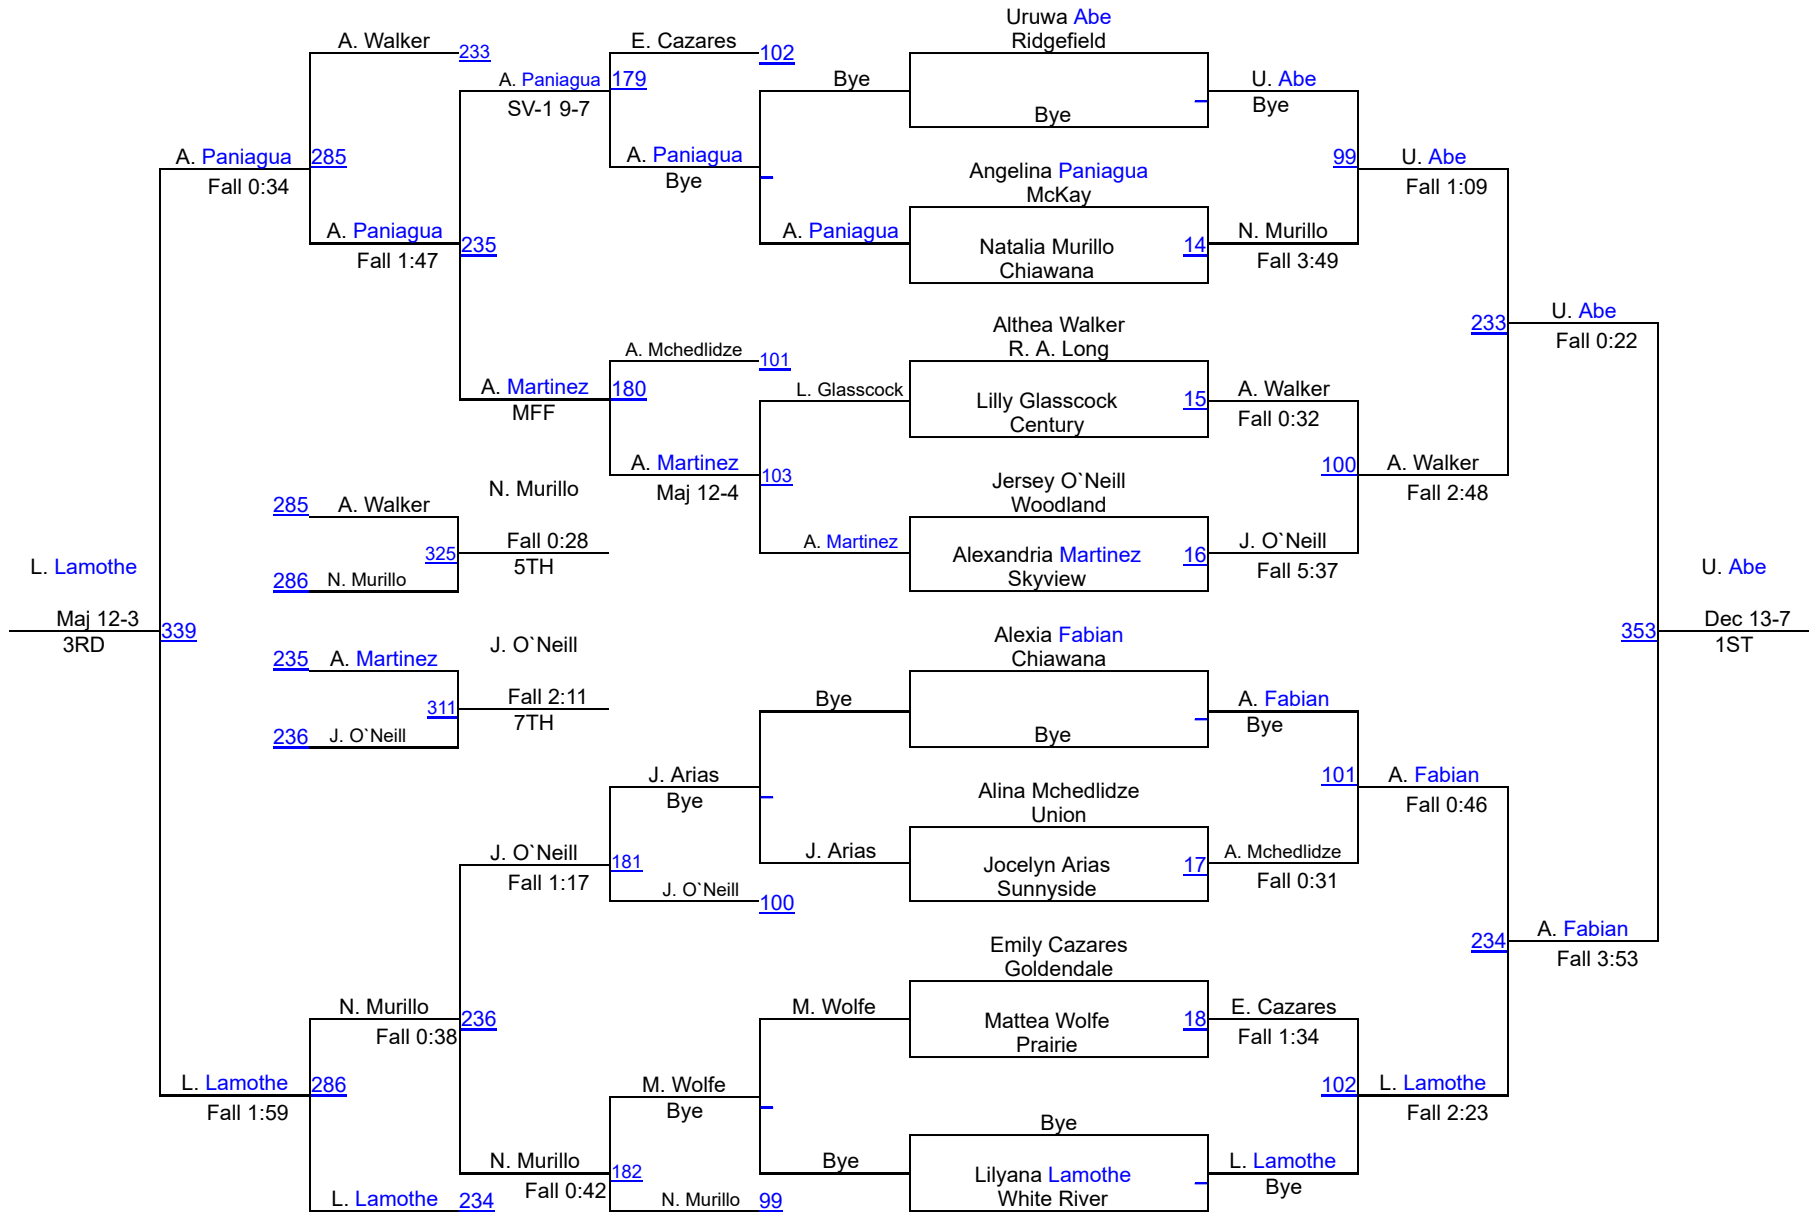 Uruwa Abe
A. Walker
E. Cazares
Ridgefield
233
102
A. Paniagua
179
Bye
U. Abe
SV-1 9-7
Bye
Bye
A. Paniagua
285
A. Paniagua
99
U. Abe
Fall 0:34
Bye
Angelina Paniagua
Fall 1:09
McKay
A. Paniagua
235
A. Paniagua
Natalia Murillo
14
N. Murillo
Fall 1:47
Chiawana
Fall 3:49
Althea Walker
233
U. Abe
A. Mchedlidze
101
R. A. Long
Fall 0:22
A. Martinez
180
L. Glasscock
Lilly Glasscock
15
A. Walker
MFF
Century
Fall 0:32
A. Martinez
103
100
A. Walker
N. Murillo
Maj 12-4
Jersey O`Neill
Fall 2:48
285
A. Walker
Woodland
325
Fall 0:28
A. Martinez
Alexandria Martinez
16
J. O`Neill
L. Lamothe
5TH
Skyview
Fall 5:37
U. Abe
286
N. Murillo
Maj 12-3
339
Alexia Fabian
353
Dec 13-7
3RD
J. O`Neill
Chiawana
1ST
235
A. Martinez
311
Fall 2:11
Bye
A. Fabian
7TH
Bye
Bye
236
J. O`Neill
J. Arias
101
A. Fabian
Bye
Alina Mchedlidze
Fall 0:46
Union
J. O`Neill
181
J. Arias
Jocelyn Arias
17
A. Mchedlidze
Fall 1:17
J. O`Neill
100
Sunnyside
Fall 0:31
Emily Cazares
234
A. Fabian
Goldendale
Fall 3:53
N. Murillo
236
M. Wolfe
Mattea Wolfe
18
E. Cazares
Fall 0:38
Prairie
Fall 1:34
L. Lamothe
286
M. Wolfe
102
L. Lamothe
Fall 1:59
Bye
Bye
Fall 2:23
N. Murillo
182
Bye
Lilyana Lamothe
L. Lamothe
Fall 0:42
White River
Bye
L. Lamothe
234
N. Murillo
99